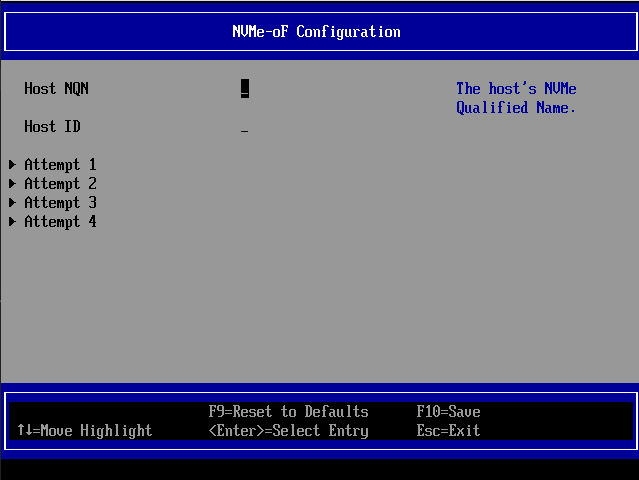 NVMe-oF Configuration
Host NQN _ The host's NVMe
Qualified Name.
Host ID _
Attempt 1
Attempt 2
Attempt 3
Attempt 4
F9=Reset to Defaults F10=Save
↑↓=Move Highlight <Enter>=Select Entry Esc=Exit